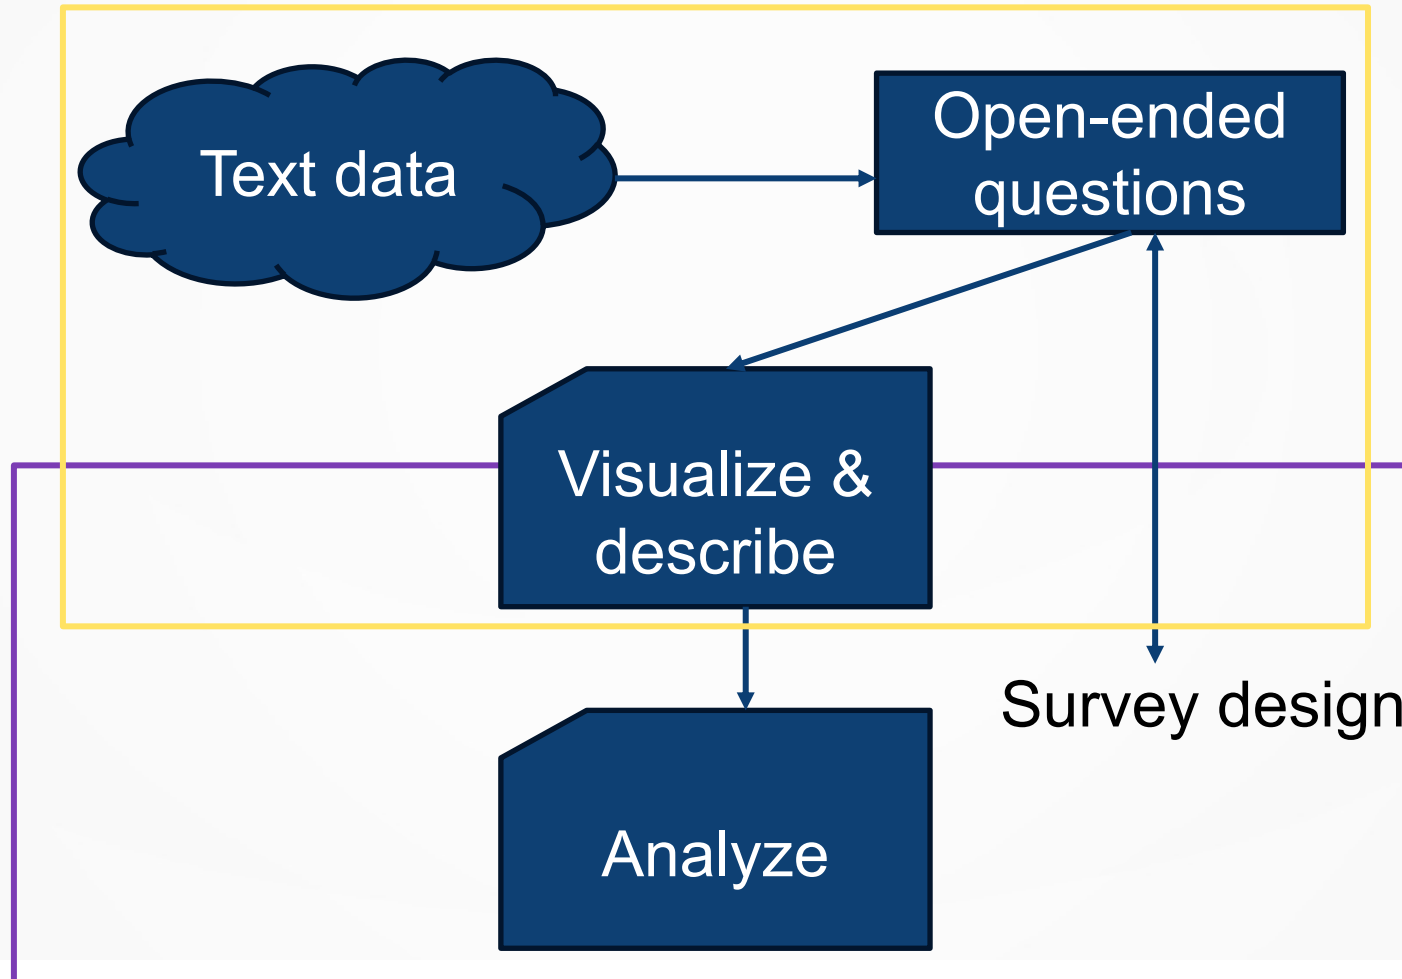 Text data
Open-ended
questions
Visualize &
describe
Survey design
Analyze